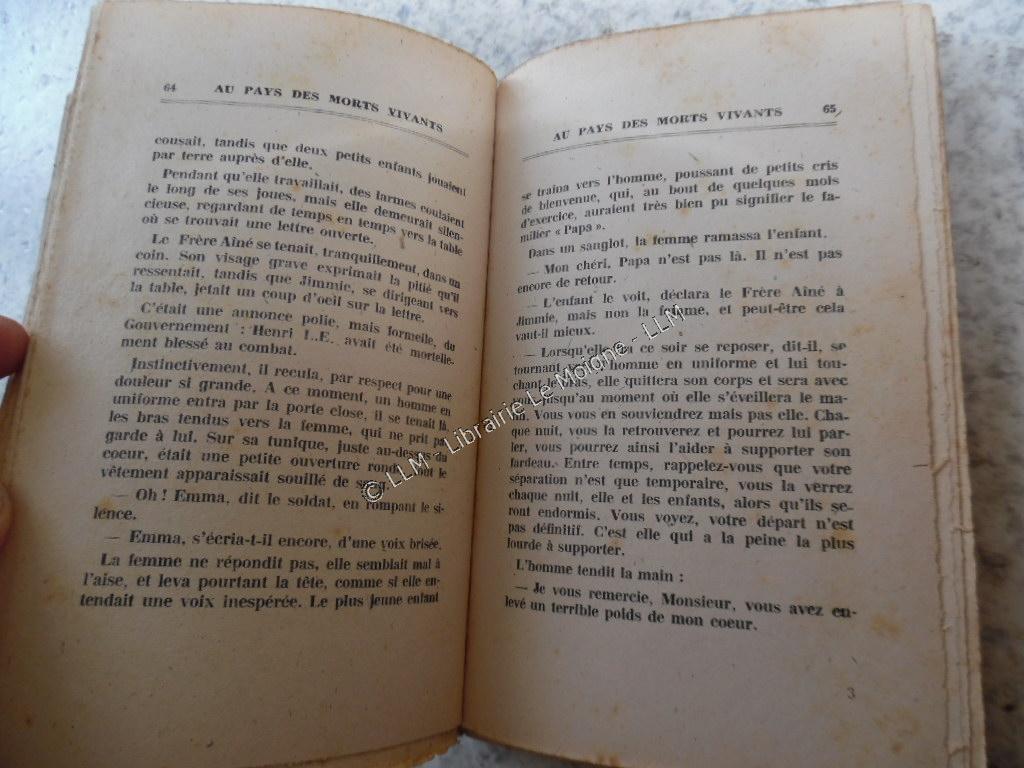 64 AU PAYS DES MORTS VIVANTS
cousait, tandis que deux petits enfants jouaient
par terre auprès d'elle.
Pendant qu'elle travaillait, des larmes coulaient
le long de ses joues, mais elle demeurait silen-
cieuse, regardant de temps en temps vers la table
où se trouvait une lettre ouverte.
Le Frère Aîné se tenait, tranquillement, dans un
coin. Son visage grave exprimait la pitié qu'il
ressentait, tandis que Jimmie, se dirigeant vers
la table, jetait un coup d'oeil sur la lettre.
C'était une annonce polie, mais formelle, du
Gouvernement : Henri L.E. avait été mortelle-
ment blessé au combat.
Instinctivement, il recula, par respect pour une
douleur si grande. A ce moment, un homme en
uniforme entra par la porte close, il se tenait là,
les bras tendus vers la femme, qui ne prit pas
garde à lui. Sur sa tunique, juste au-dessus du
coeur, était une petite ouverture ronde, tout le
vêtement apparaissait souillé de sang.
— Oh ! Emma, dit le soldat, en rompant le si-
lence.
— Emma, s'écria-t-il encore, d'une voix brisée.
La femme ne répondit pas, elle semblait mal à
l'aise, et leva pourtant la tête, comme si elle en-
tendait une voix inespérée. Le plus jeune enfant
AU PAYS DES MORTS VIVANTS 65
se traîna vers l'homme, poussant de petits cris
de bienvenue, qui, au bout de quelques mois
d'exercice, auraient très bien pu signifier le fa-
milier « Papa ».
Dans un sanglot, la femme ramassa l'enfant.
— Mon chéri, Papa n'est pas là. Il n'est pas
encore de retour.
— L'enfant le voit, déclara le Frère Aîné à
Jimmie, mais non la femme, et peut-être cela
vaut-il mieux.
— Lorsqu'elle ira ce soir se reposer, dit-il, se
tournant vers l'homme en uniforme et lui tou-
chant le bras, elle quittera son corps et sera avec
vous jusqu'au moment où elle s'éveillera le ma-
tin. Vous vous en souviendrez mais pas elle. Cha-
que nuit, vous la retrouverez et pourrez lui par-
ler, vous pourrez ainsi l'aider à supporter son
fardeau. Entre temps, rappelez-vous que votre
séparation n'est que temporaire, vous la verrez
chaque nuit, elle et les enfants, alors qu'ils se-
ront endormis. Vous voyez, votre départ n'est
pas définitif. C'est elle qui a la peine la plus
lourde à supporter.
L'homme tendit la main :
— Je vous remercie, Monsieur, vous avez en-
levé un terrible poids de mon coeur.
3
© LLM - Librairie Le Moigne - LLM